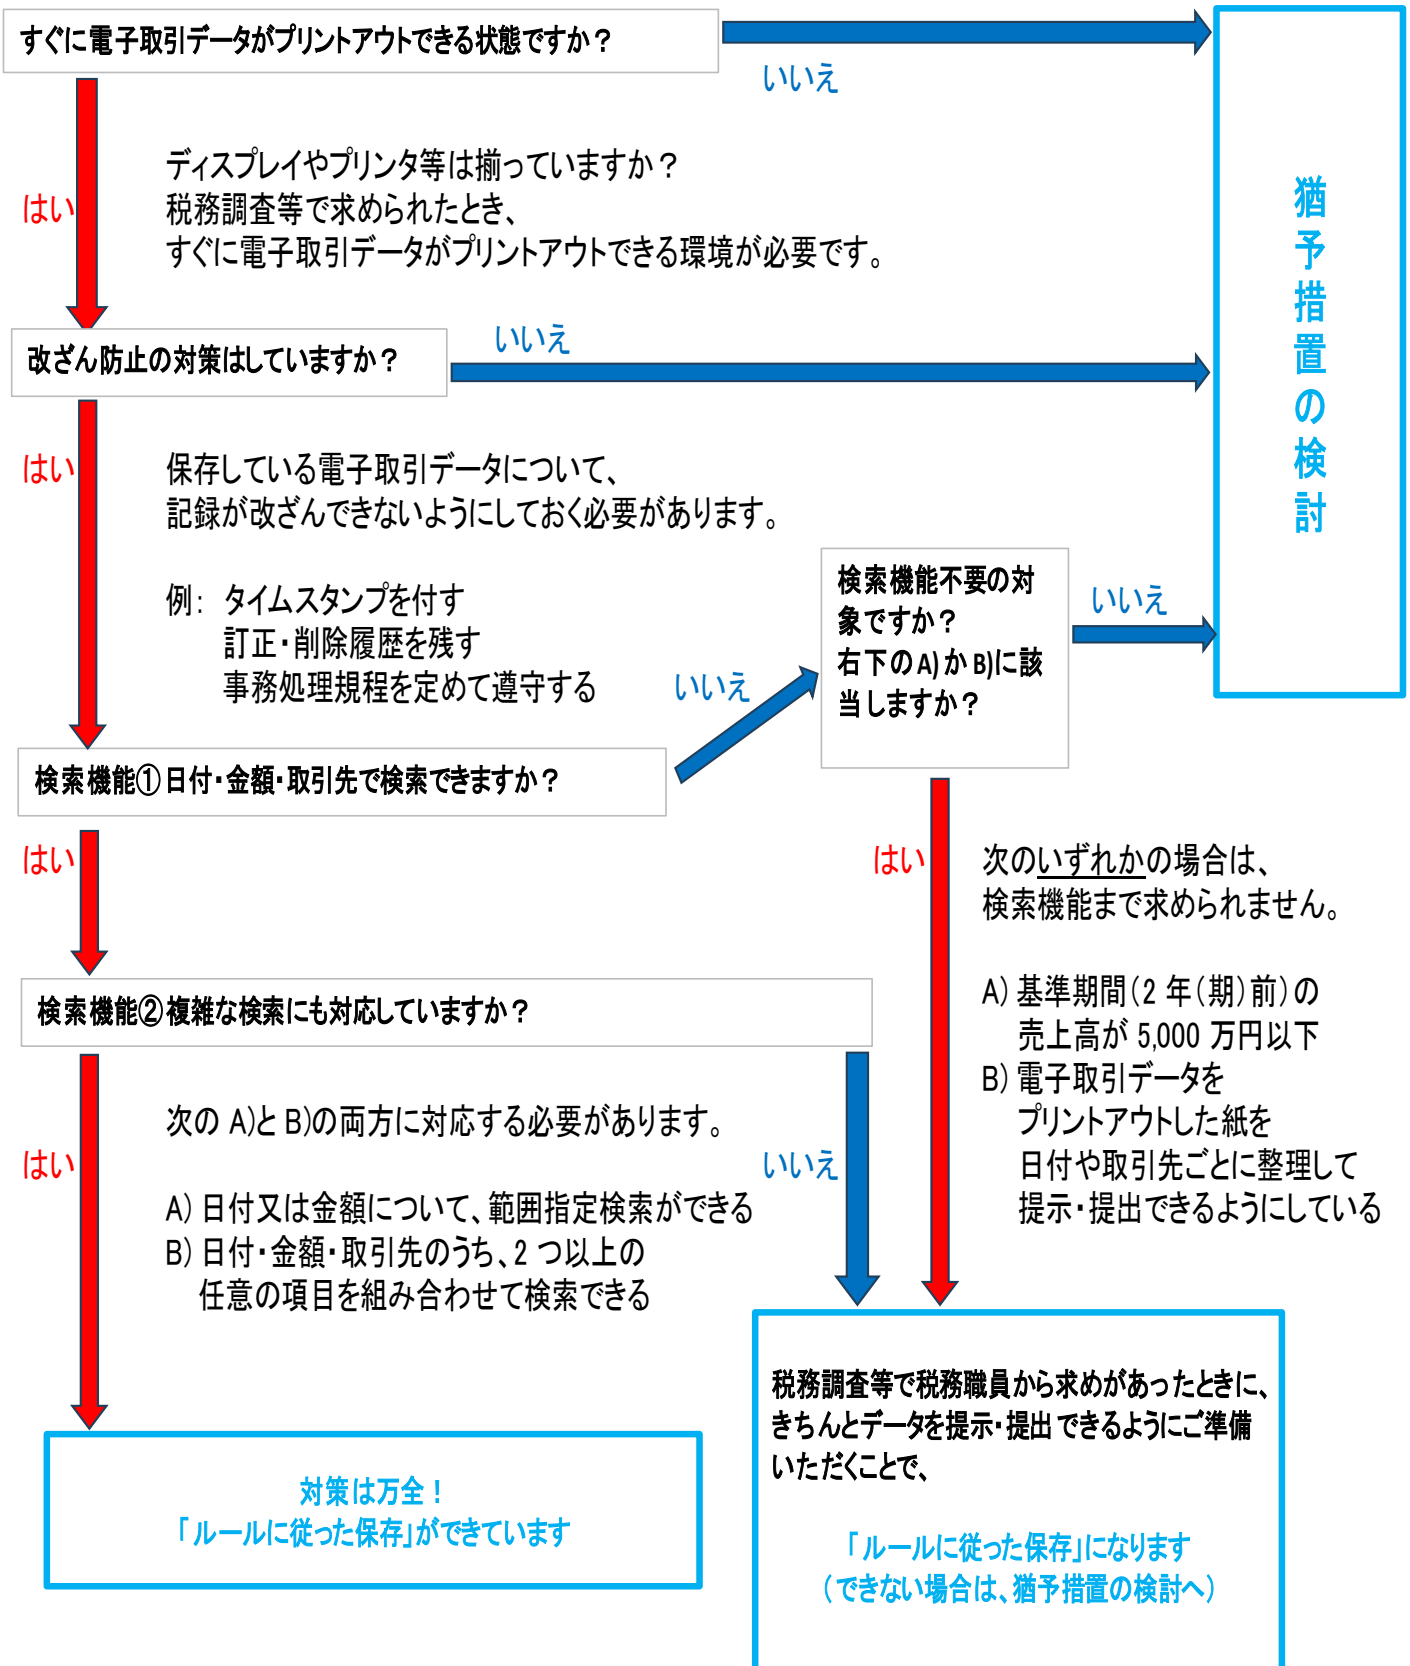 すぐに電子取引データがプリントアウトできる状態ですか？
いいえ
はい
ディスプレイやプリンタ等は揃っていますか？
税務調査等で求められたとき、
すぐに電子取引データがプリントアウトできる環境が必要です。
猶予措置の検討
改ざん防止の対策はしていますか？
いいえ
はい
保存している電子取引データについて、
記録が改ざんできないようにしておく必要があります。
例： タイムスタンプを付す
訂正・削除履歴を残す
事務処理規程を定めて遵守する
いいえ
検索機能不要の対
象ですか？
右下のA)かB)に該
当しますか？
いいえ
検索機能①日付・金額・取引先で検索できますか？
はい
はい
次のいずれかの場合は、
検索機能まで求められません。
A) 基準期間（2 年（期）前）の
売上高が 5,000 万円以下
B) 電子取引データを
プリントアウトした紙を
日付や取引先ごとに整理して
提示・提出できるようにしている
検索機能②複雑な検索にも対応していますか？
はい
次の A)と B)の両方に対応する必要があります。
A) 日付又は金額について、範囲指定検索ができる
B) 日付・金額・取引先のうち、2 つ以上の
任意の項目を組み合わせて検索できる
いいえ
対策は万全！
「ルールに従った保存」ができています
税務調査等で税務職員から求めがあったときに、
きちんとデータを提示・提出できるようにご準備
いただくことで、
「ルールに従った保存」になります
（できない場合は、猶予措置の検討へ）